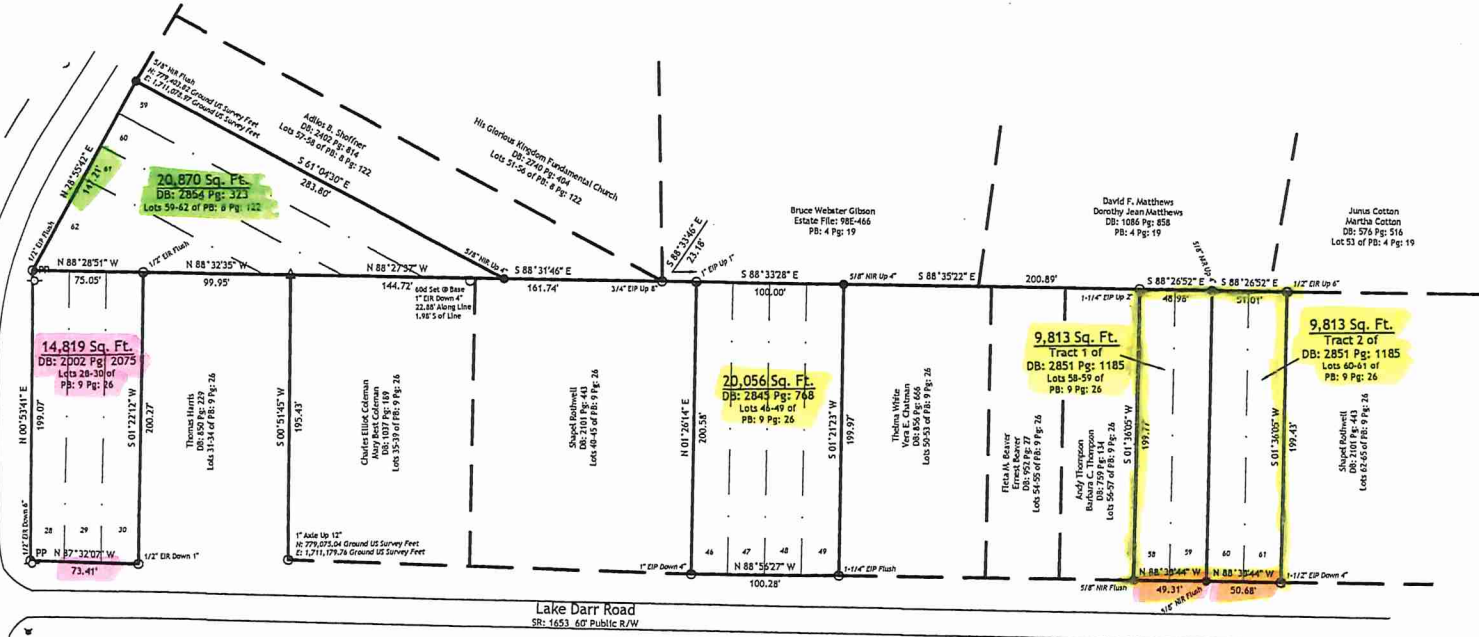 5/8" NIR Flush
N: 779,403.82 Ground US Survey Feet
E: 1,711,078.97 Ground US Survey Feet
59
60
61
62
N 28°55'42" E
141.21'
1/2" EIP Flush
20,870 Sq. Ft.
DB: 2854 Pg: 323
Lots 59-62 of PB: 8 Pg: 122
Adlios B. Shoffner
DB: 2402 Pg: 814
Lots 57-58 of PB: 8 Pg: 122
S 61°04'30" E
283.80'
His Glorious Kingdom Fundamental Church
DB: 2740 Pg: 404
Lots 51-56 of PB: 8 Pg: 122
Bruce Webster Gibson
Estate File: 98E-466
PB: 4 Pg: 19
David F. Matthews
Dorothy Jean Matthews
DB: 1086 Pg: 858
PB: 4 Pg: 19
Junus Cotton
Martha Cotton
DB: 576 Pg: 516
Lot 53 of PB: 4 Pg: 19
PP
N 88°28'51" W
75.05'
1/2" EIR Flush
N 88°32'35" W
99.95'
N 88°27'57" W
144.72'
60d Set @ Base
1" EIR Down 4"
22.88' Along Line
1.98' S of Line
5/8" NIR Up 4"
S 88°31'46" E
161.74'
3/4" EIP Up 8"
S 88°33'46" E
23.18'
1" EIP Up 1"
S 88°33'28" E
100.00'
5/8" NIR Up 4"
S 88°35'22" E
200.89'
1-1/4" EIP Up 2"
S 88°26'52" E
48.98'
5/8" NIR Up
S 88°26'52" E
51.01'
1/2" EIR Up 6"
N 00°53'41" E
199.07'
14,819 Sq. Ft.
DB: 2002 Pg: 2075
Lots 28-30 of
PB: 9 Pg: 26
S 01°22'12" W
200.27'
Thomas Harris
DB: 850 Pg: 229
Lots 31-34 of PB: 9 Pg: 26
S 00°51'45" W
195.43'
Charles Elliot Coleman
Mary Best Coleman
DB: 1037 Pg: 189
Lots 35-39 of PB: 9 Pg: 26
Shapel Rothwell
DB: 2101 Pg: 443
Lots 40-45 of PB: 9 Pg: 26
N 01°26'14" E
200.58'
20,056 Sq. Ft.
DB: 2845 Pg: 768
Lots 46-49 of
PB: 9 Pg: 26
S 01°21'23" W
199.97'
Thelma White
Vera E. Chatman
DB: 856 Pg: 666
Lots 50-53 of PB: 9 Pg: 26
Fleta M. Beaver
Ernest Beaver
DB: 952 Pg: 27
Lots 54-55 of PB: 9 Pg: 26
Andy Thompson
Barbara C. Thompson
DB: 759 Pg: 134
Lots 56-57 of PB: 9 Pg: 26
9,813 Sq. Ft.
Tract 1 of
DB: 2851 Pg: 1185
Lots 58-59 of
PB: 9 Pg: 26
S 01°36'05" W
199.77'
9,813 Sq. Ft.
Tract 2 of
DB: 2851 Pg: 1185
Lots 60-61 of
PB: 9 Pg: 26
S 01°36'05" W
199.43'
Shapel Rothwell
DB: 2101 Pg: 443
Lots 62-65 of PB: 9 Pg: 26
1/2" EIR Down 6"
28
29
30
PP
N 87°32'07" W
73.41'
1/2" EIR Down 1"
1" Axle Up 12"
N: 779,075.04 Ground US Survey Feet
E: 1,711,179.76 Ground US Survey Feet
1" EIP Down 4"
46
47
48
49
N 88°56'27" W
100.28'
1-1/4" EIP Flush
58
59
60
61
5/8" NIR Flush
N 88°38'44" W
49.31'
5/8" NIR Flush
N 88°38'44" W
50.68'
1-1/2" EIP Down 4"
Lake Darr Road
SR: 1653 60' Public R/W